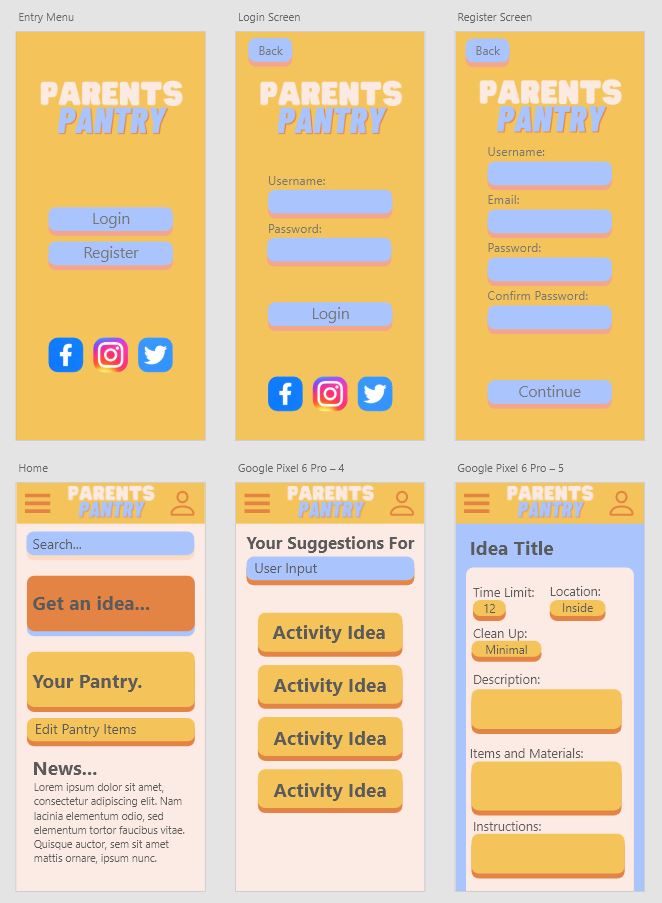 Entry Menu
PARENTS
PANTRY
Login
Register
Login Screen
Back
PARENTS
PANTRY
Username:
Password:
Login
Register Screen
Back
PARENTS
PANTRY
Username:
Email:
Password:
Confirm Password:
Continue
Home
PARENTS
PANTRY
Search...
Get an idea...
Your Pantry.
Edit Pantry Items
News...
Lorem ipsum dolor sit amet,
consectetur adipiscing elit. Nam
lacinia elementum odio, sed
elementum tortor faucibus vitae.
Quisque auctor, sem sit amet
mattis ornare, ipsum nunc.
Google Pixel 6 Pro – 4
PARENTS
PANTRY
Your Suggestions For
User Input
Activity Idea
Activity Idea
Activity Idea
Activity Idea
Google Pixel 6 Pro – 5
PARENTS
PANTRY
Idea Title
Time Limit:
12
Location:
Inside
Clean Up:
Minimal
Description:
Items and Materials:
Instructions: